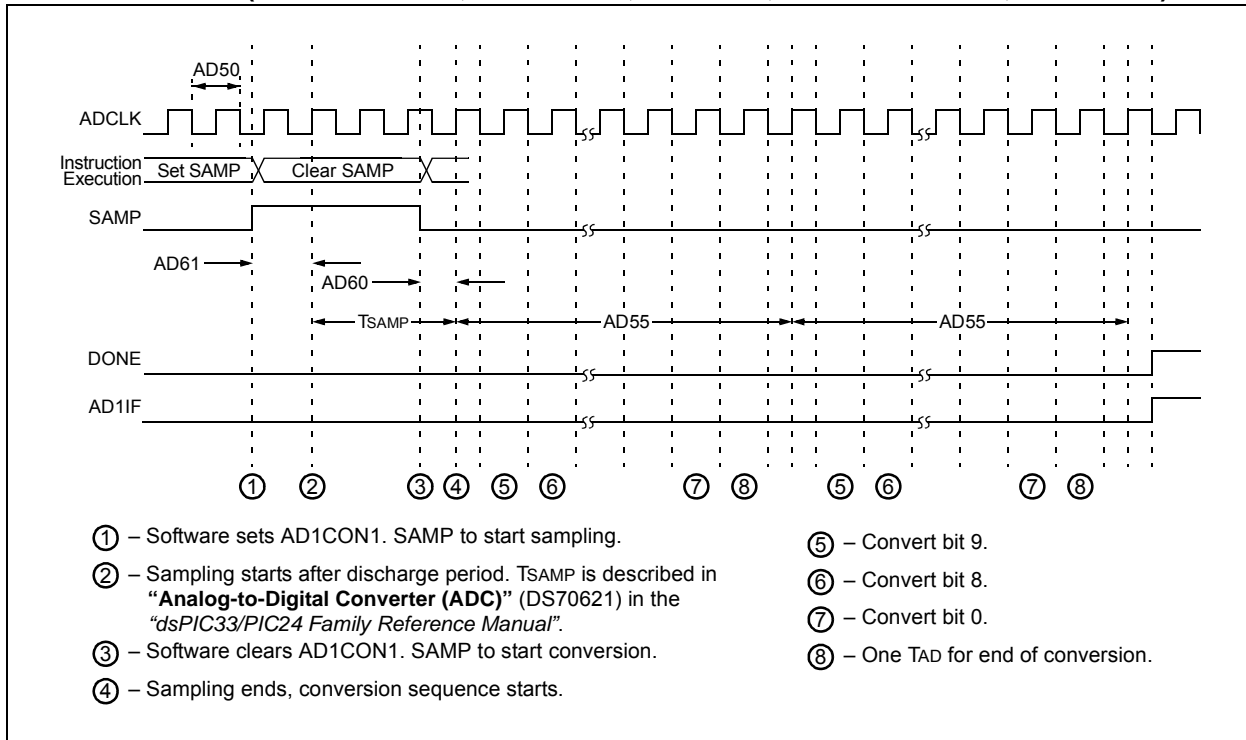 AD50
ADCLK
Instruction
Execution
Set SAMP
Clear SAMP
SAMP
AD61
AD60
TSAMP
AD55
AD55
DONE
AD1IF
1 2 3 4 5 6 7 8 5 6 7 8
1 – Software sets AD1CON1. SAMP to start sampling.
2 – Sampling starts after discharge period. TSAMP is described in
“Analog-to-Digital Converter (ADC)” (DS70621) in the
“dsPIC33/PIC24 Family Reference Manual”.
3 – Software clears AD1CON1. SAMP to start conversion.
4 – Sampling ends, conversion sequence starts.
5 – Convert bit 9.
6 – Convert bit 8.
7 – Convert bit 0.
8 – One TAD for end of conversion.